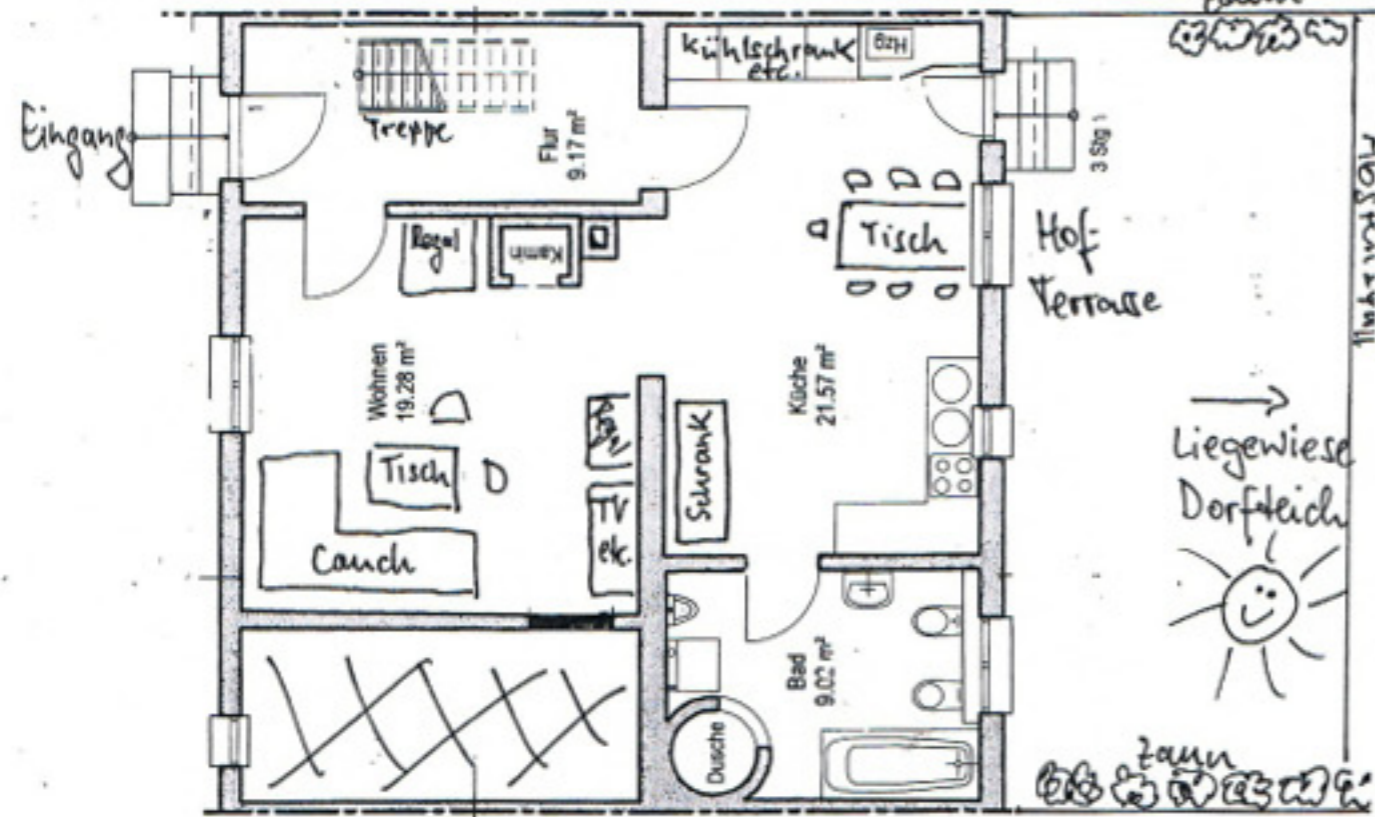 Kühlschrank
etc.
Hzg
Eingang
Treppe
Flur
9.17 m²
3 Stg
Regal
Kamin
Tisch
Hof-
Terrasse
Wohnen
19.28 m²
Küche
21.57 m²
Tisch
Regal
Schrank
TV
etc.
Couch
Liegewiese
Dorfteich
Bad
9.02 m²
Dusche
Zaun